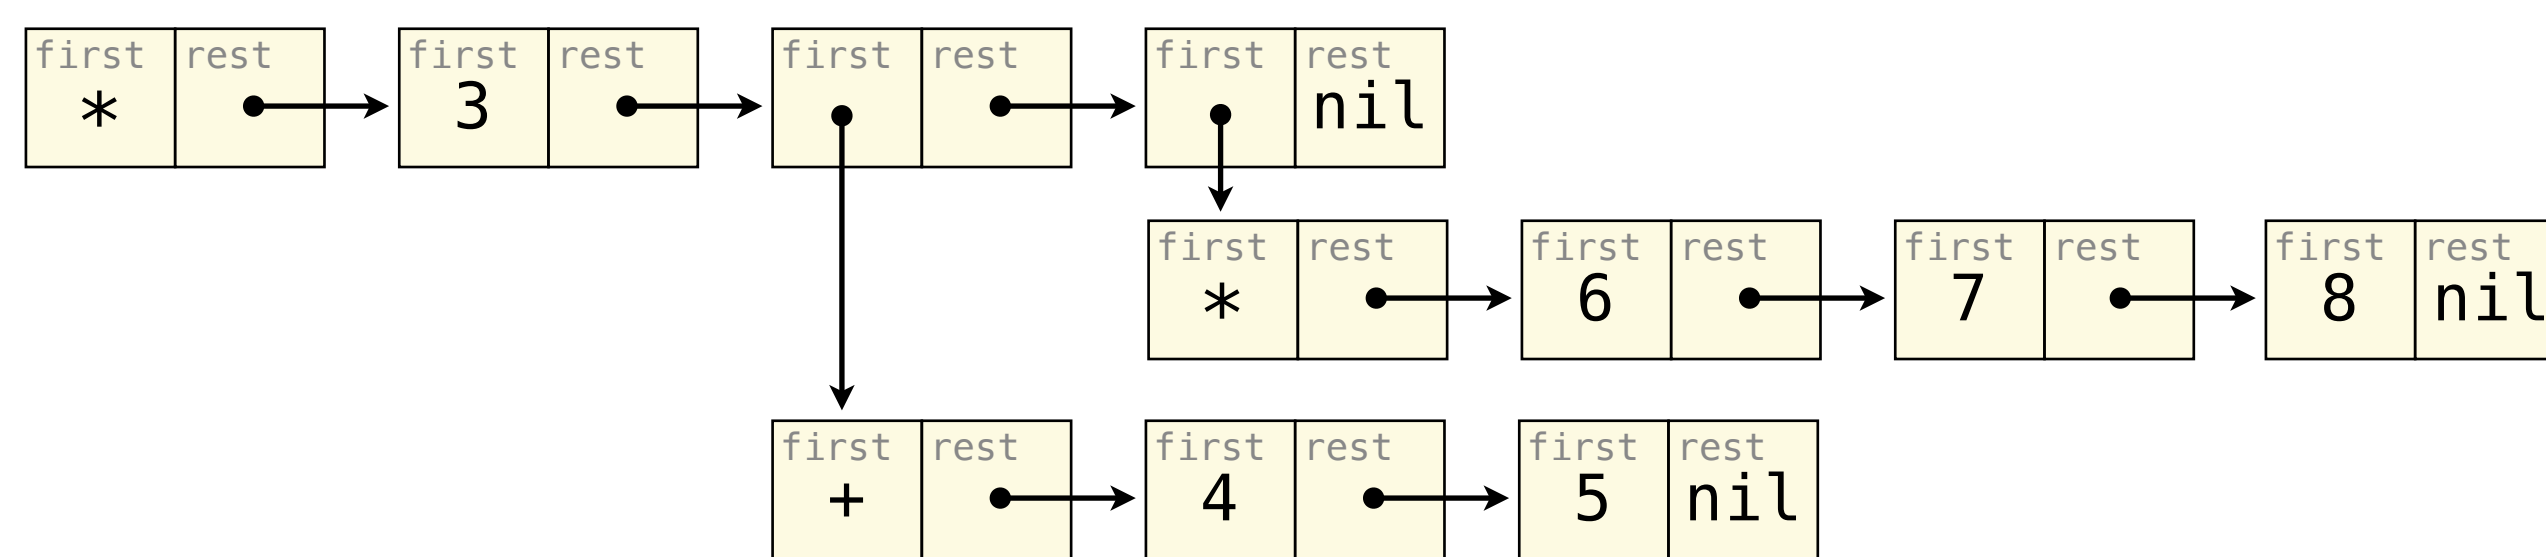 first rest first rest first rest first rest
* 3 nil
first rest first rest first rest first rest
* 6 7 8 nil
first rest first rest first rest
+ 4 5 nil